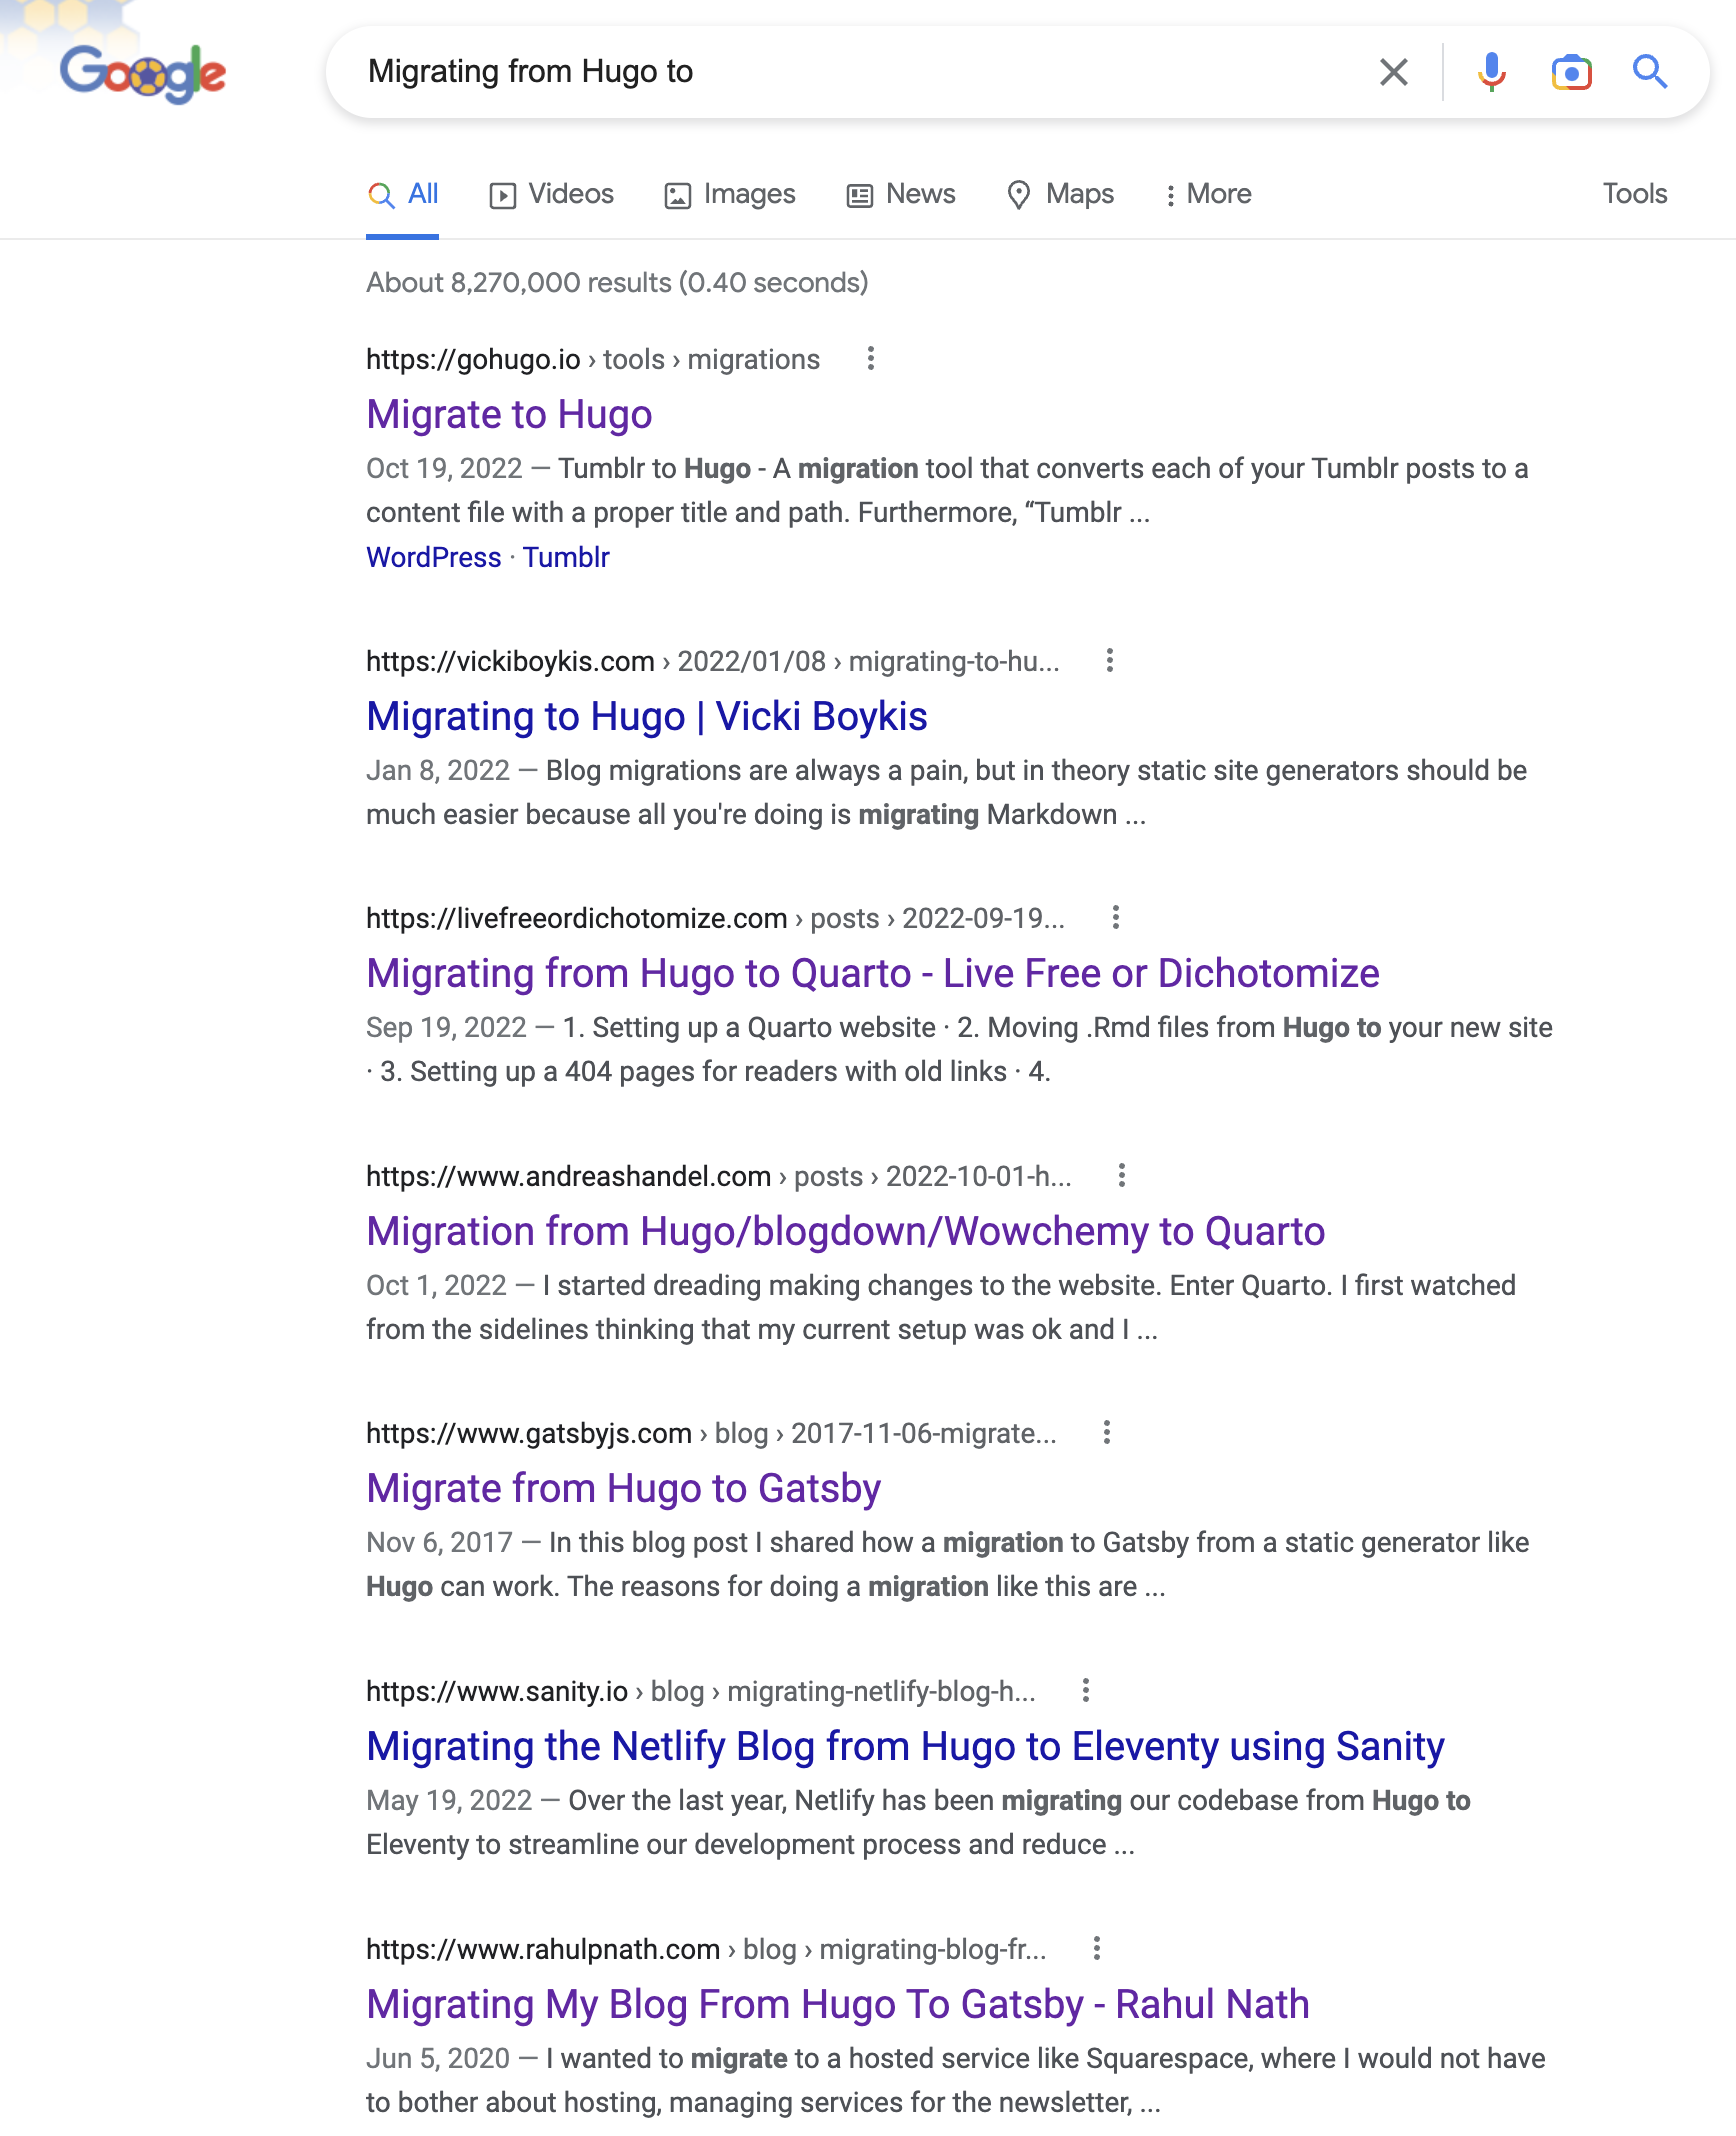 Google
Migrating from Hugo to
All Videos Images News Maps More Tools
About 8,270,000 results (0.40 seconds)
https://gohugo.io › tools › migrations
Migrate to Hugo
Oct 19, 2022 — Tumblr to Hugo - A migration tool that converts each of your Tumblr posts to a
content file with a proper title and path. Furthermore, “Tumblr ...
WordPress · Tumblr
https://vickiboykis.com › 2022/01/08 › migrating-to-hu...
Migrating to Hugo | Vicki Boykis
Jan 8, 2022 — Blog migrations are always a pain, but in theory static site generators should be
much easier because all you're doing is migrating Markdown ...
https://livefreeordichotomize.com › posts › 2022-09-19...
Migrating from Hugo to Quarto - Live Free or Dichotomize
Sep 19, 2022 — 1. Setting up a Quarto website · 2. Moving .Rmd files from Hugo to your new site
· 3. Setting up a 404 pages for readers with old links · 4.
https://www.andreashandel.com › posts › 2022-10-01-h...
Migration from Hugo/blogdown/Wowchemy to Quarto
Oct 1, 2022 — I started dreading making changes to the website. Enter Quarto. I first watched
from the sidelines thinking that my current setup was ok and I ...
https://www.gatsbyjs.com › blog › 2017-11-06-migrate...
Migrate from Hugo to Gatsby
Nov 6, 2017 — In this blog post I shared how a migration to Gatsby from a static generator like
Hugo can work. The reasons for doing a migration like this are ...
https://www.sanity.io › blog › migrating-netlify-blog-h...
Migrating the Netlify Blog from Hugo to Eleventy using Sanity
May 19, 2022 — Over the last year, Netlify has been migrating our codebase from Hugo to
Eleventy to streamline our development process and reduce ...
https://www.rahulpnath.com › blog › migrating-blog-fr...
Migrating My Blog From Hugo To Gatsby - Rahul Nath
Jun 5, 2020 — I wanted to migrate to a hosted service like Squarespace, where I would not have
to bother about hosting, managing services for the newsletter, ...